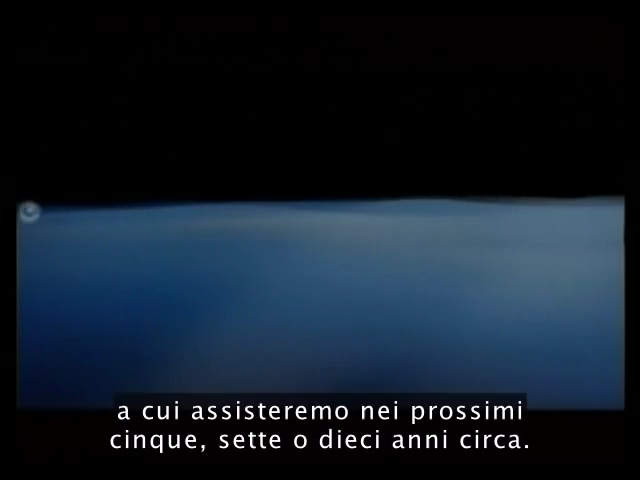 a cui assisteremo nei prossimi
cinque, sette o dieci anni circa.